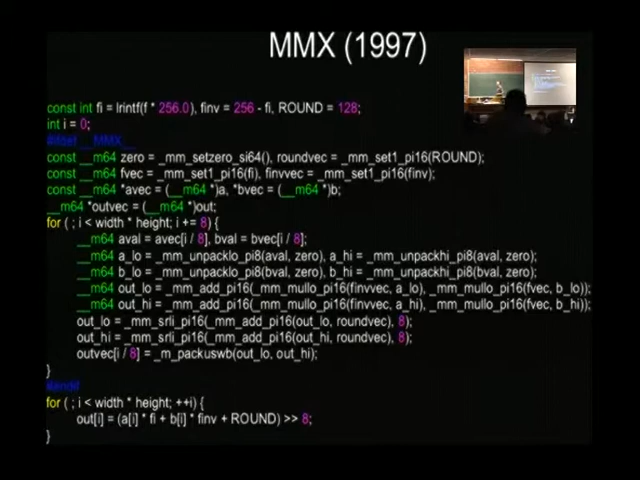 MMX (1997)
const int fi = lrintf(f * 256.0), finv = 256 - fi, ROUND = 128;
int i = 0;
#ifdef __MMX__
const __m64 zero = _mm_setzero_si64(), roundvec = _mm_set1_pi16(ROUND);
const __m64 fvec = _mm_set1_pi16(fi), finvvec = _mm_set1_pi16(finv);
const __m64 *avec = (__m64 *)a, *bvec = (__m64 *)b;
__m64 *outvec = (__m64 *)out;
for ( ; i < width * height; i += 8) {
__m64 aval = avec[i / 8], bval = bvec[i / 8];
__m64 a_lo = _mm_unpacklo_pi8(aval, zero), a_hi = _mm_unpackhi_pi8(aval, zero);
__m64 b_lo = _mm_unpacklo_pi8(bval, zero), b_hi = _mm_unpackhi_pi8(bval, zero);
__m64 out_lo = _mm_add_pi16(_mm_mullo_pi16(finvvec, a_lo), _mm_mullo_pi16(fvec, b_lo));
__m64 out_hi = _mm_add_pi16(_mm_mullo_pi16(finvvec, a_hi), _mm_mullo_pi16(fvec, b_hi));
out_lo = _mm_srli_pi16(_mm_add_pi16(out_lo, roundvec), 8);
out_hi = _mm_srli_pi16(_mm_add_pi16(out_hi, roundvec), 8);
outvec[i / 8] = _m_packuswb(out_lo, out_hi);
}
#endif
for ( ; i < width * height; ++i) {
out[i] = (a[i] * fi + b[i] * finv + ROUND) >> 8;
}